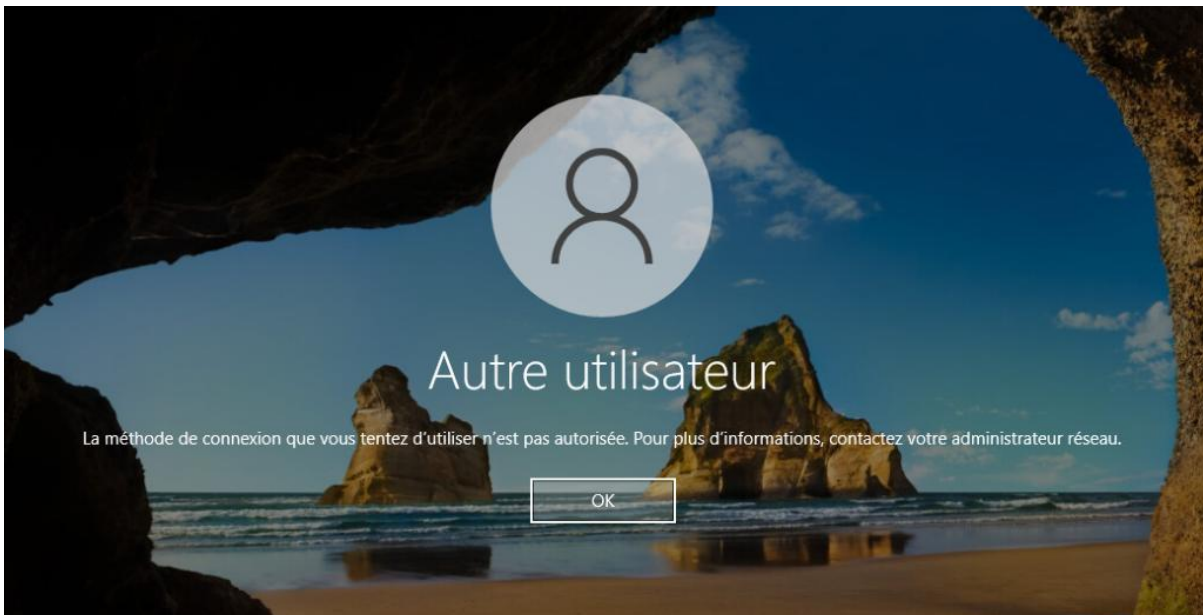 Autre utilisateur
La méthode de connexion que vous tentez d’utiliser n’est pas autorisée. Pour plus d’informations, contactez votre administrateur réseau.
OK